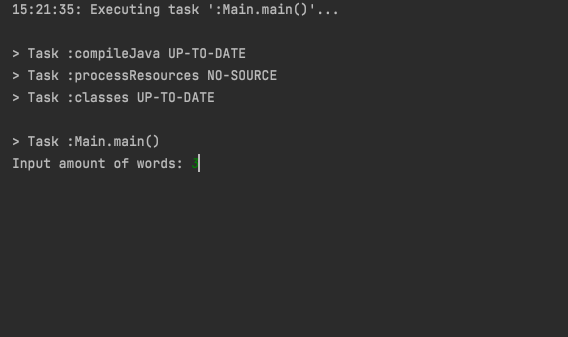 15:21:35: Executing task ':Main.main()'...
> Task :compileJava UP-TO-DATE
> Task :processResources NO-SOURCE
> Task :classes UP-TO-DATE
> Task :Main.main()
Input amount of words: 3